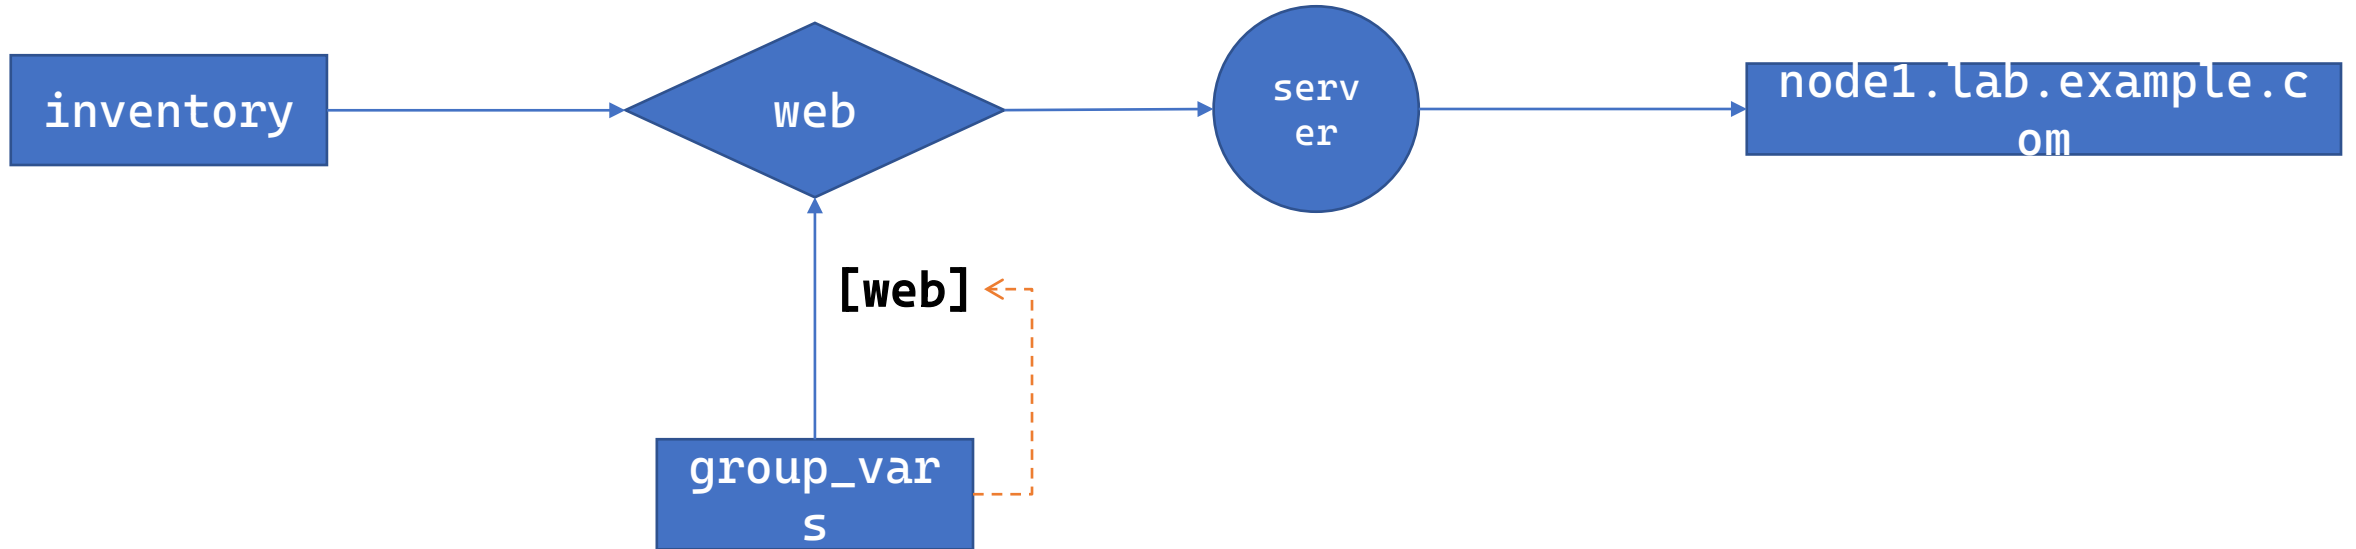 inventory
web
serv
er
node1.lab.example.c
om
[web]
group_var
s